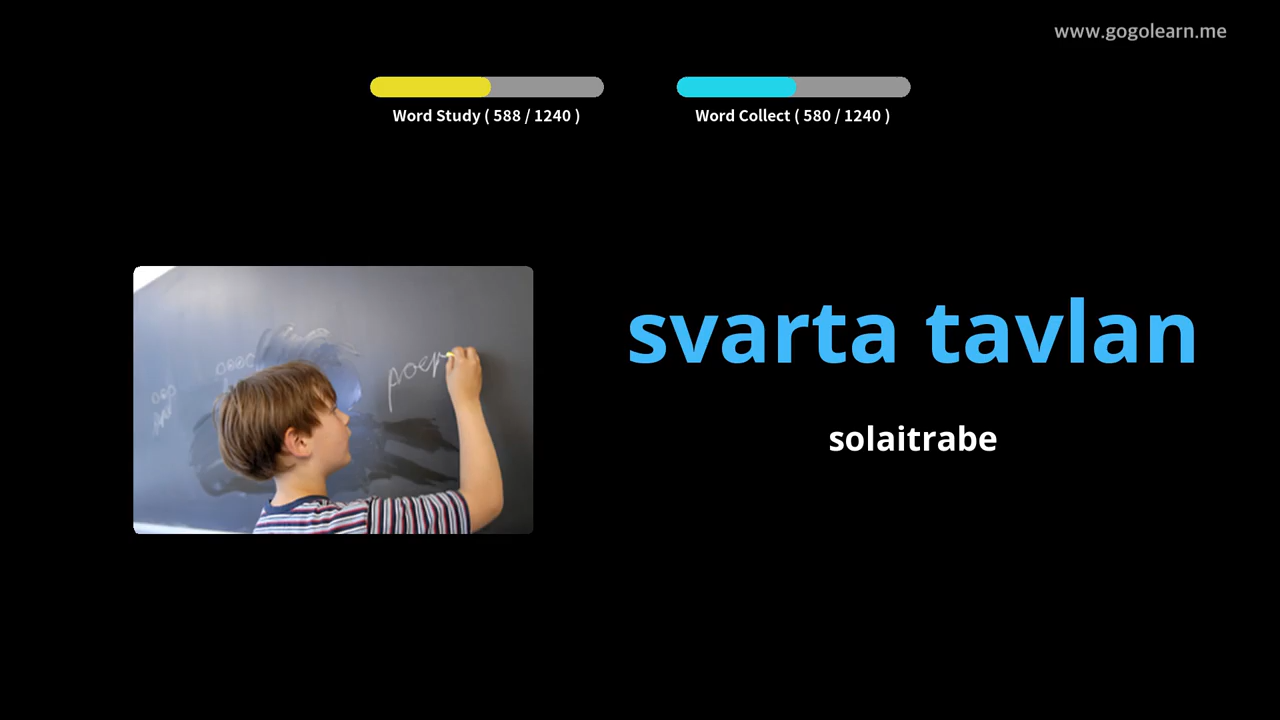 www.gogolearn.me
Word Study ( 588 / 1240 )
Word Collect ( 580 / 1240 )
svarta tavlan
solaitrabe